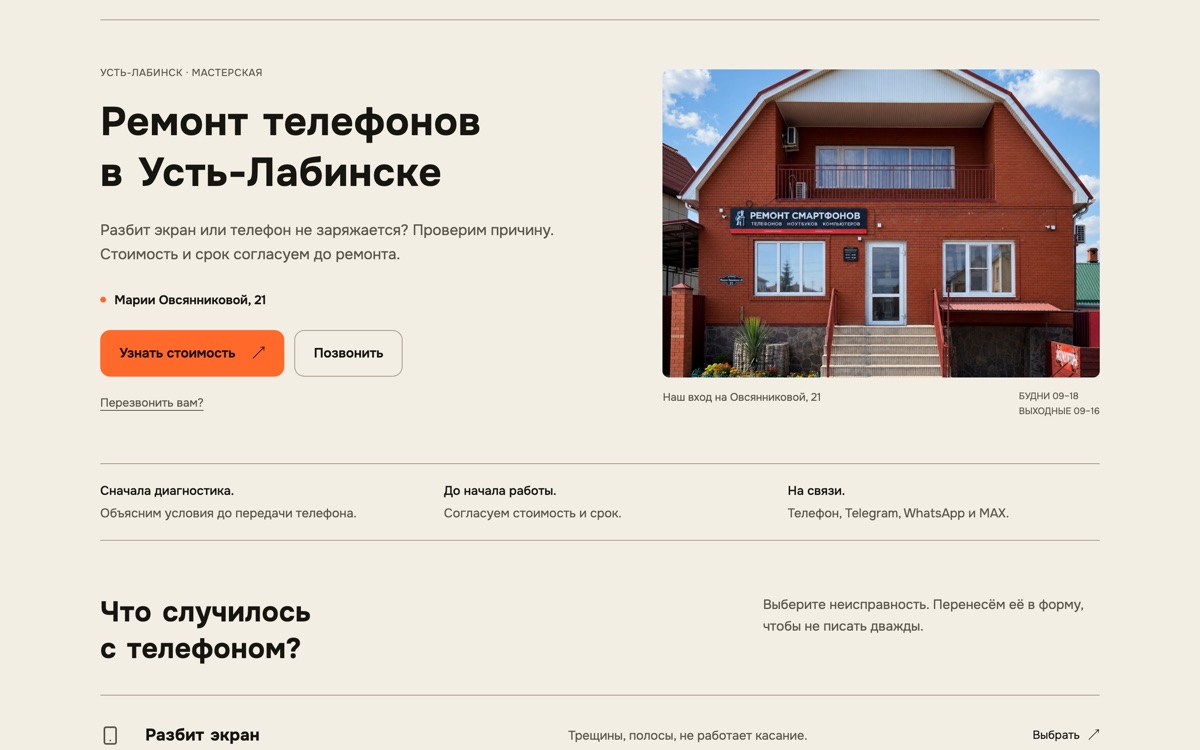 УСТЬ-ЛАБИНСК · МАСТЕРСКАЯ
Ремонт телефонов
в Усть-Лабинске
Разбит экран или телефон не заряжается? Проверим причину.
Стоимость и срок согласуем до ремонта.
Марии Овсянниковой, 21
Узнать стоимость
Позвонить
Перезвонить вам?
РЕМОНТ СМАРТФОНОВ
ТЕЛЕФОНОВ НОУТБУКОВ КОМПЬЮТЕРОВ
Наш вход на Овсянниковой, 21
БУДНИ 09–18
ВЫХОДНЫЕ 09–16
Сначала диагностика.
Объясним условия до передачи телефона.
До начала работы.
Согласуем стоимость и срок.
На связи.
Телефон, Telegram, WhatsApp и MAX.
Что случилось
с телефоном?
Выберите неисправность. Перенесём её в форму,
чтобы не писать дважды.
Разбит экран
Трещины, полосы, не работает касание.
Выбрать